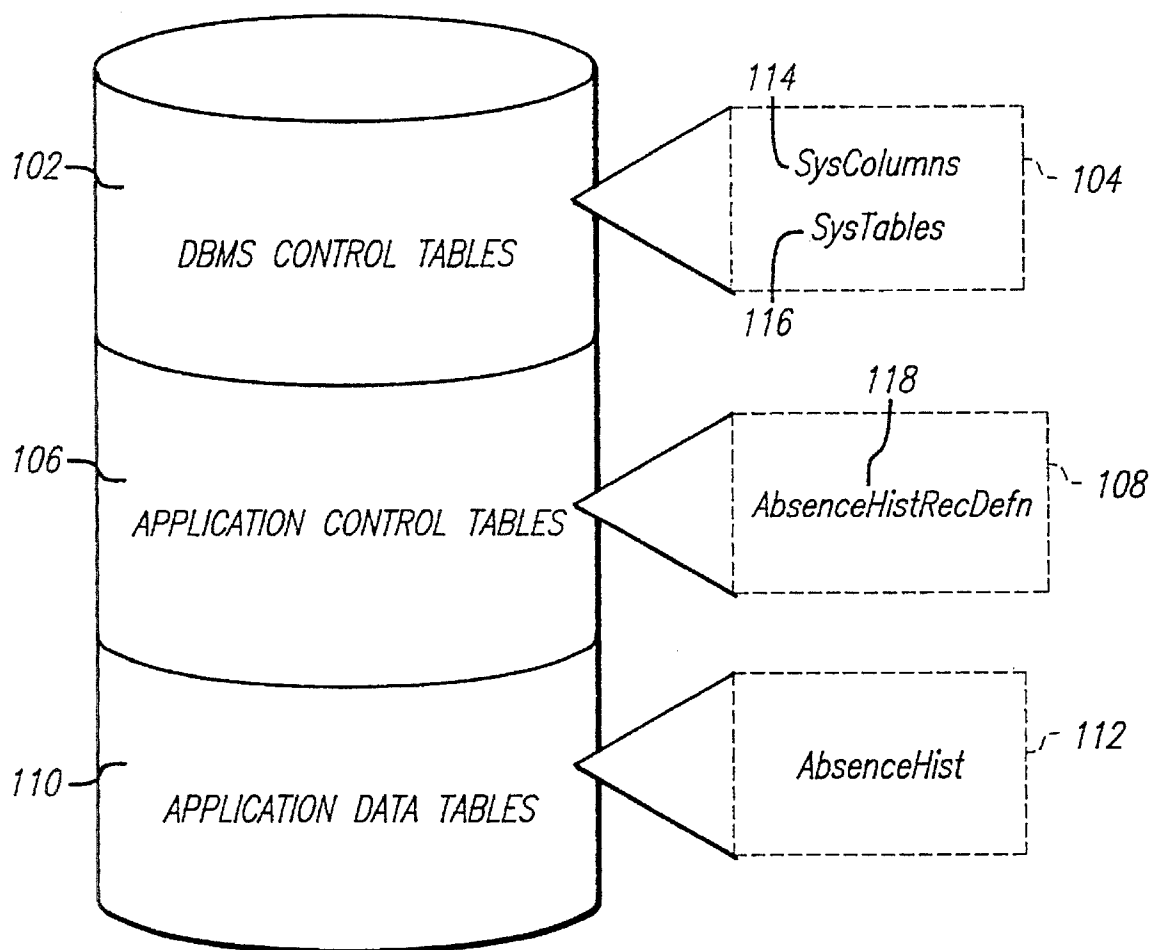 114
SysColumns
104
102
SysTables
DBMS CONTROL TABLES
116
118
106
108
AbsenceHistRecDefn
APPLICATION CONTROL TABLES
112
AbsenceHist
110
APPLICATION DATA TABLES